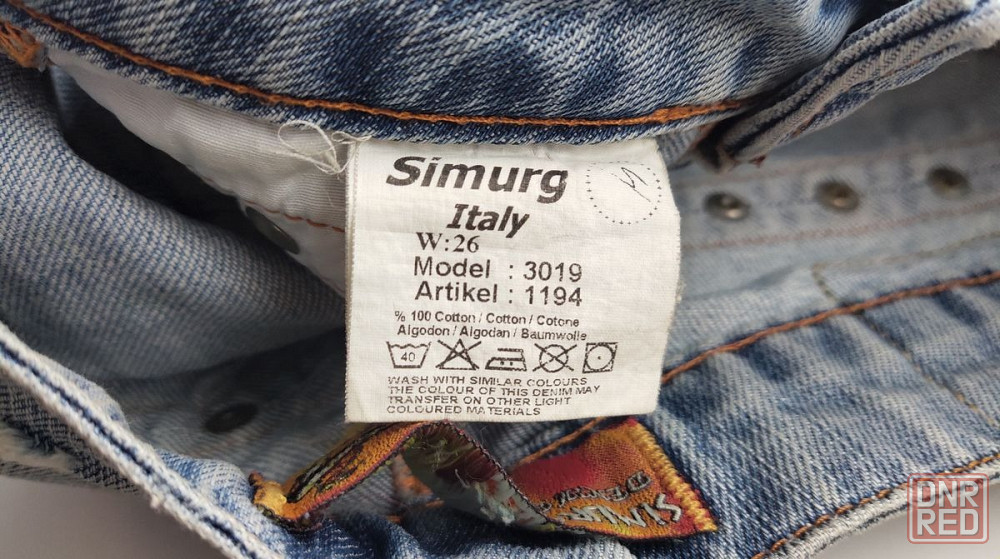 Simurg
Italy
W:26
Model : 3019
Artikel : 1194
% 100 Cotton / Cotton / Cotone
Algodon / Algodan / Baumwolle
40
WASH WITH SIMILAR COLOURS
THE COLOUR OF THIS DENIM MAY
TRANSFER ON OTHER LIGHT
COLOURED MATERIALS
DNR
RED